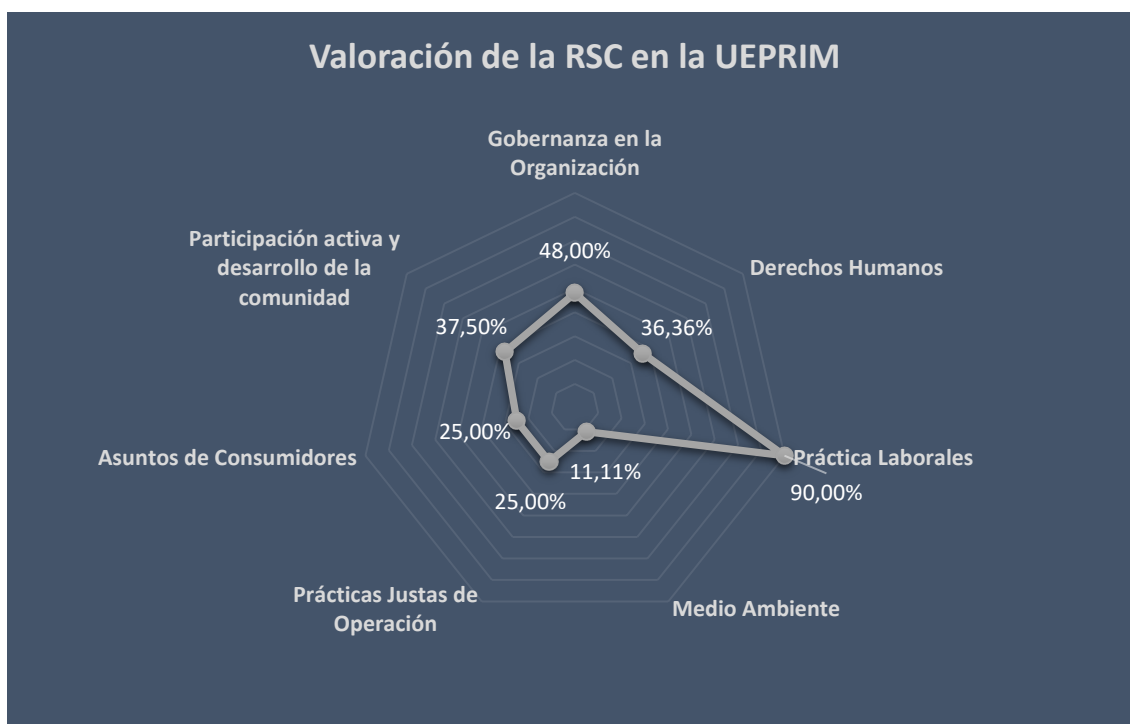 Valoración de la RSC en la UEPRIM
Gobernanza en la
Organización
48,00%
Derechos Humanos
36,36%
Práctica Laborales
90,00%
Medio Ambiente
11,11%
Prácticas Justas de
Operación
25,00%
Asuntos de Consumidores
25,00%
Participación activa y
desarrollo de la
comunidad
37,50%